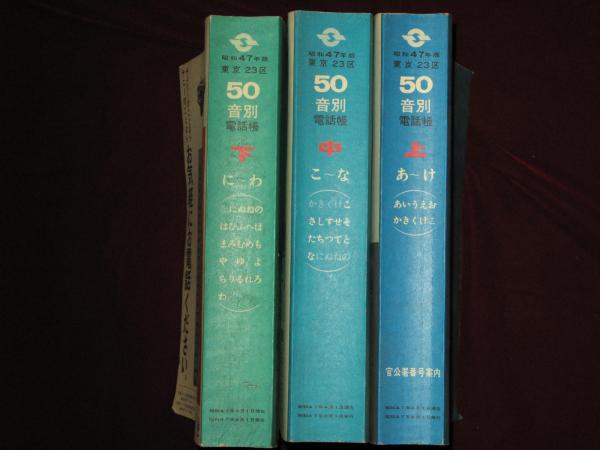 昭和47年版
東京23区
50
音別
電話帳
下
に〜わ
なにぬねの
はひふへほ
まみむめも
やゆよ
らりるれろ
わ
昭和47年版
東京23区
50
音別
電話帳
中
こ〜な
かきくけこ
さしすせそ
たちつてと
なにぬねの
昭和47年版
東京23区
50
音別
電話帳
上
あ〜け
あいうえお
かきくけこ
官公署番号案内
ください